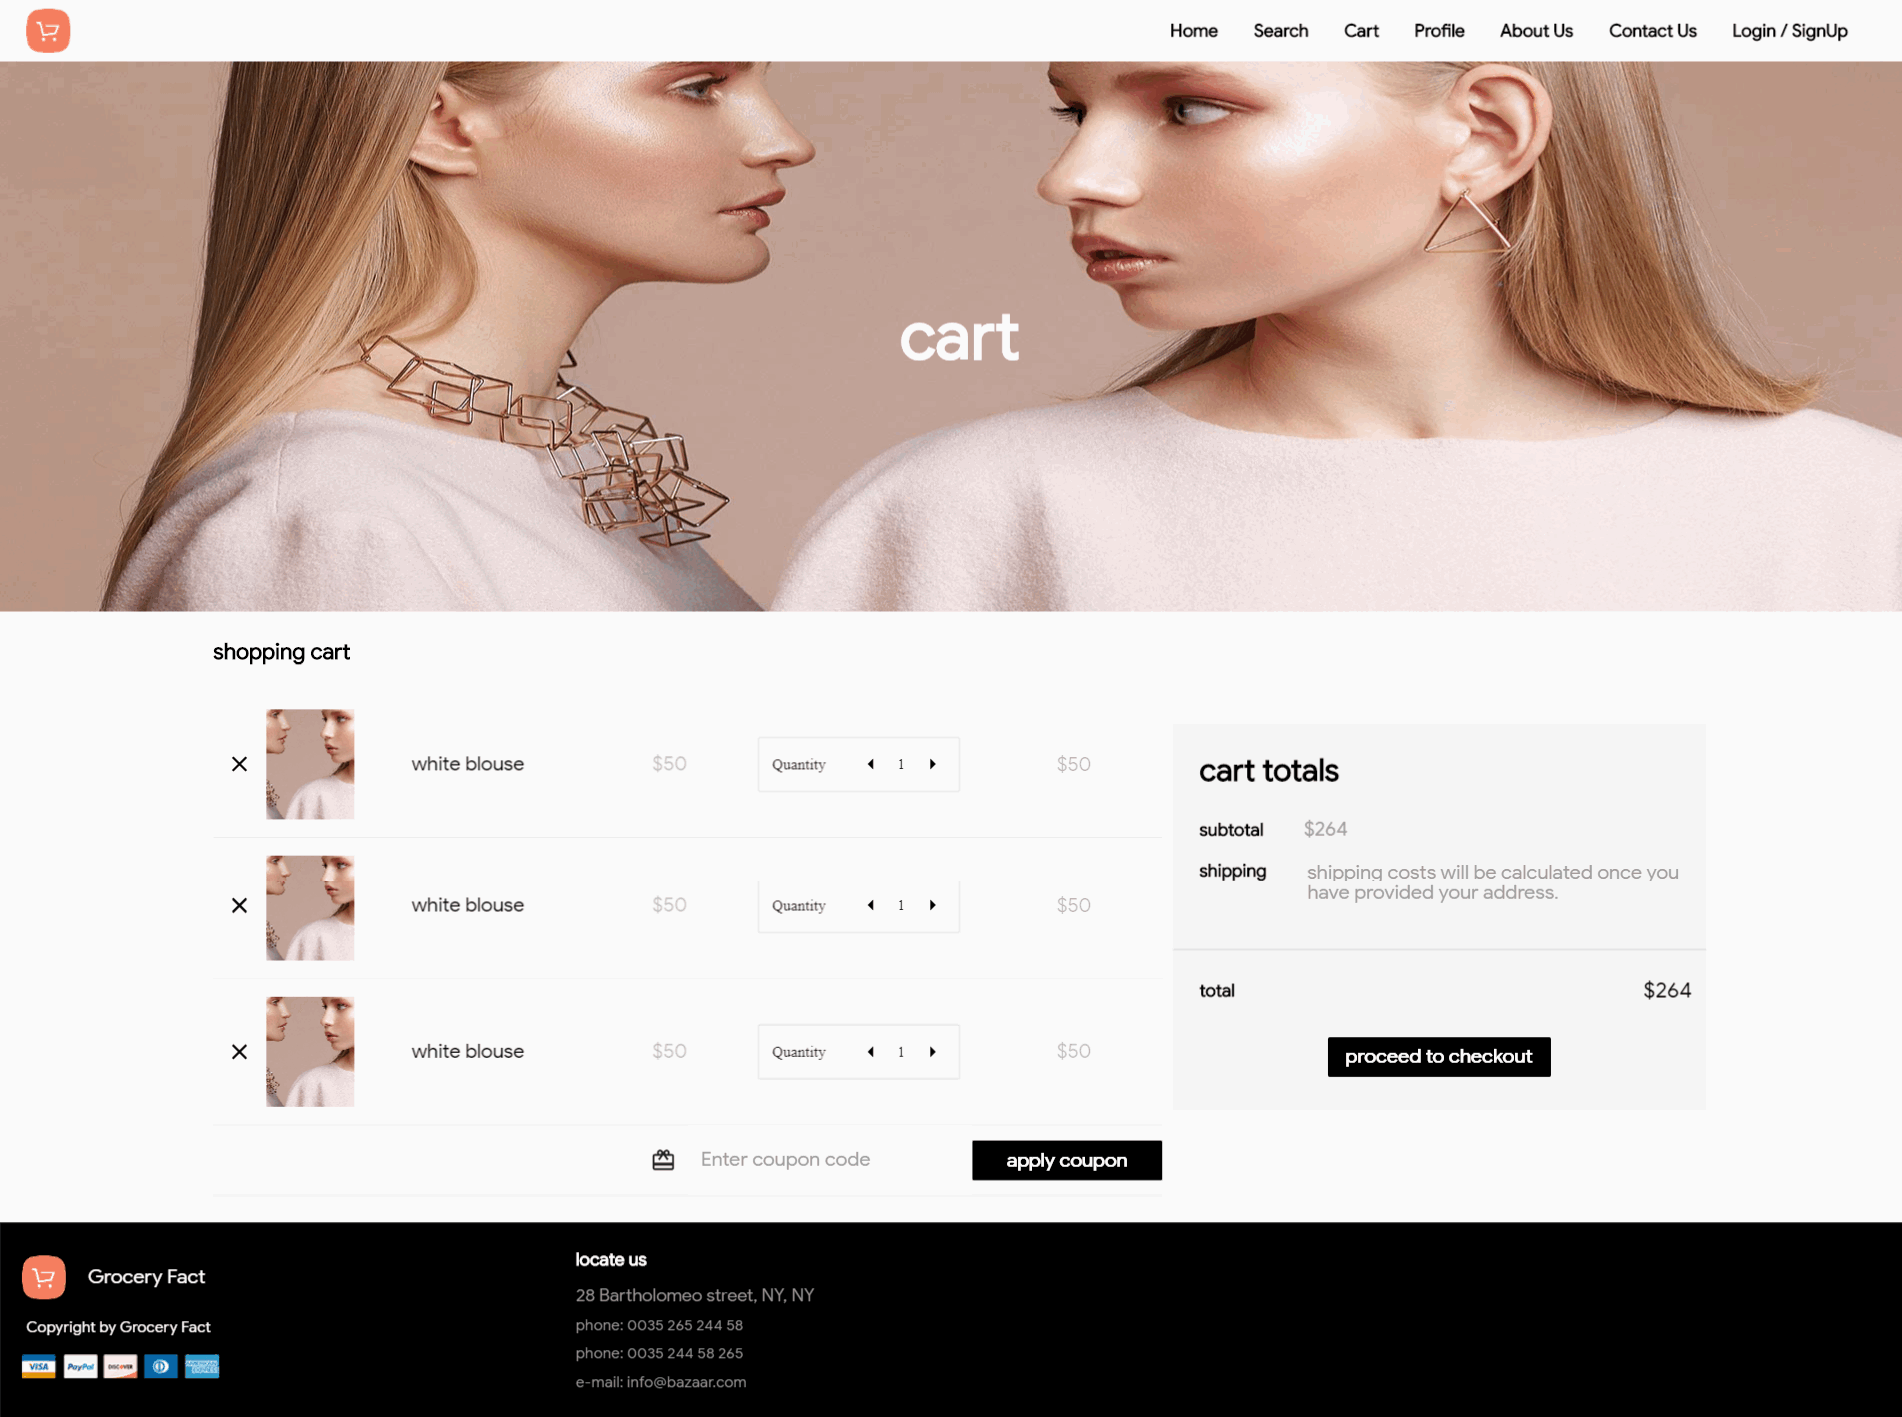 Home Search Cart Profile About Us Contact Us Login / SignUp
cart
shopping cart
white blouse $50 Quantity 1 $50
white blouse $50 Quantity 1 $50
white blouse $50 Quantity 1 $50
Enter coupon code apply coupon
cart totals
subtotal $264
shipping shipping costs will be calculated once you
have provided your address.
total $264
proceed to checkout
Grocery Fact
Copyright by Grocery Fact
VISA PayPal DISCOVER AMERICAN EXPRESS
locate us
28 Bartholomeo street, NY, NY
phone: 0035 265 244 58
phone: 0035 244 58 265
e-mail: info@bazaar.com